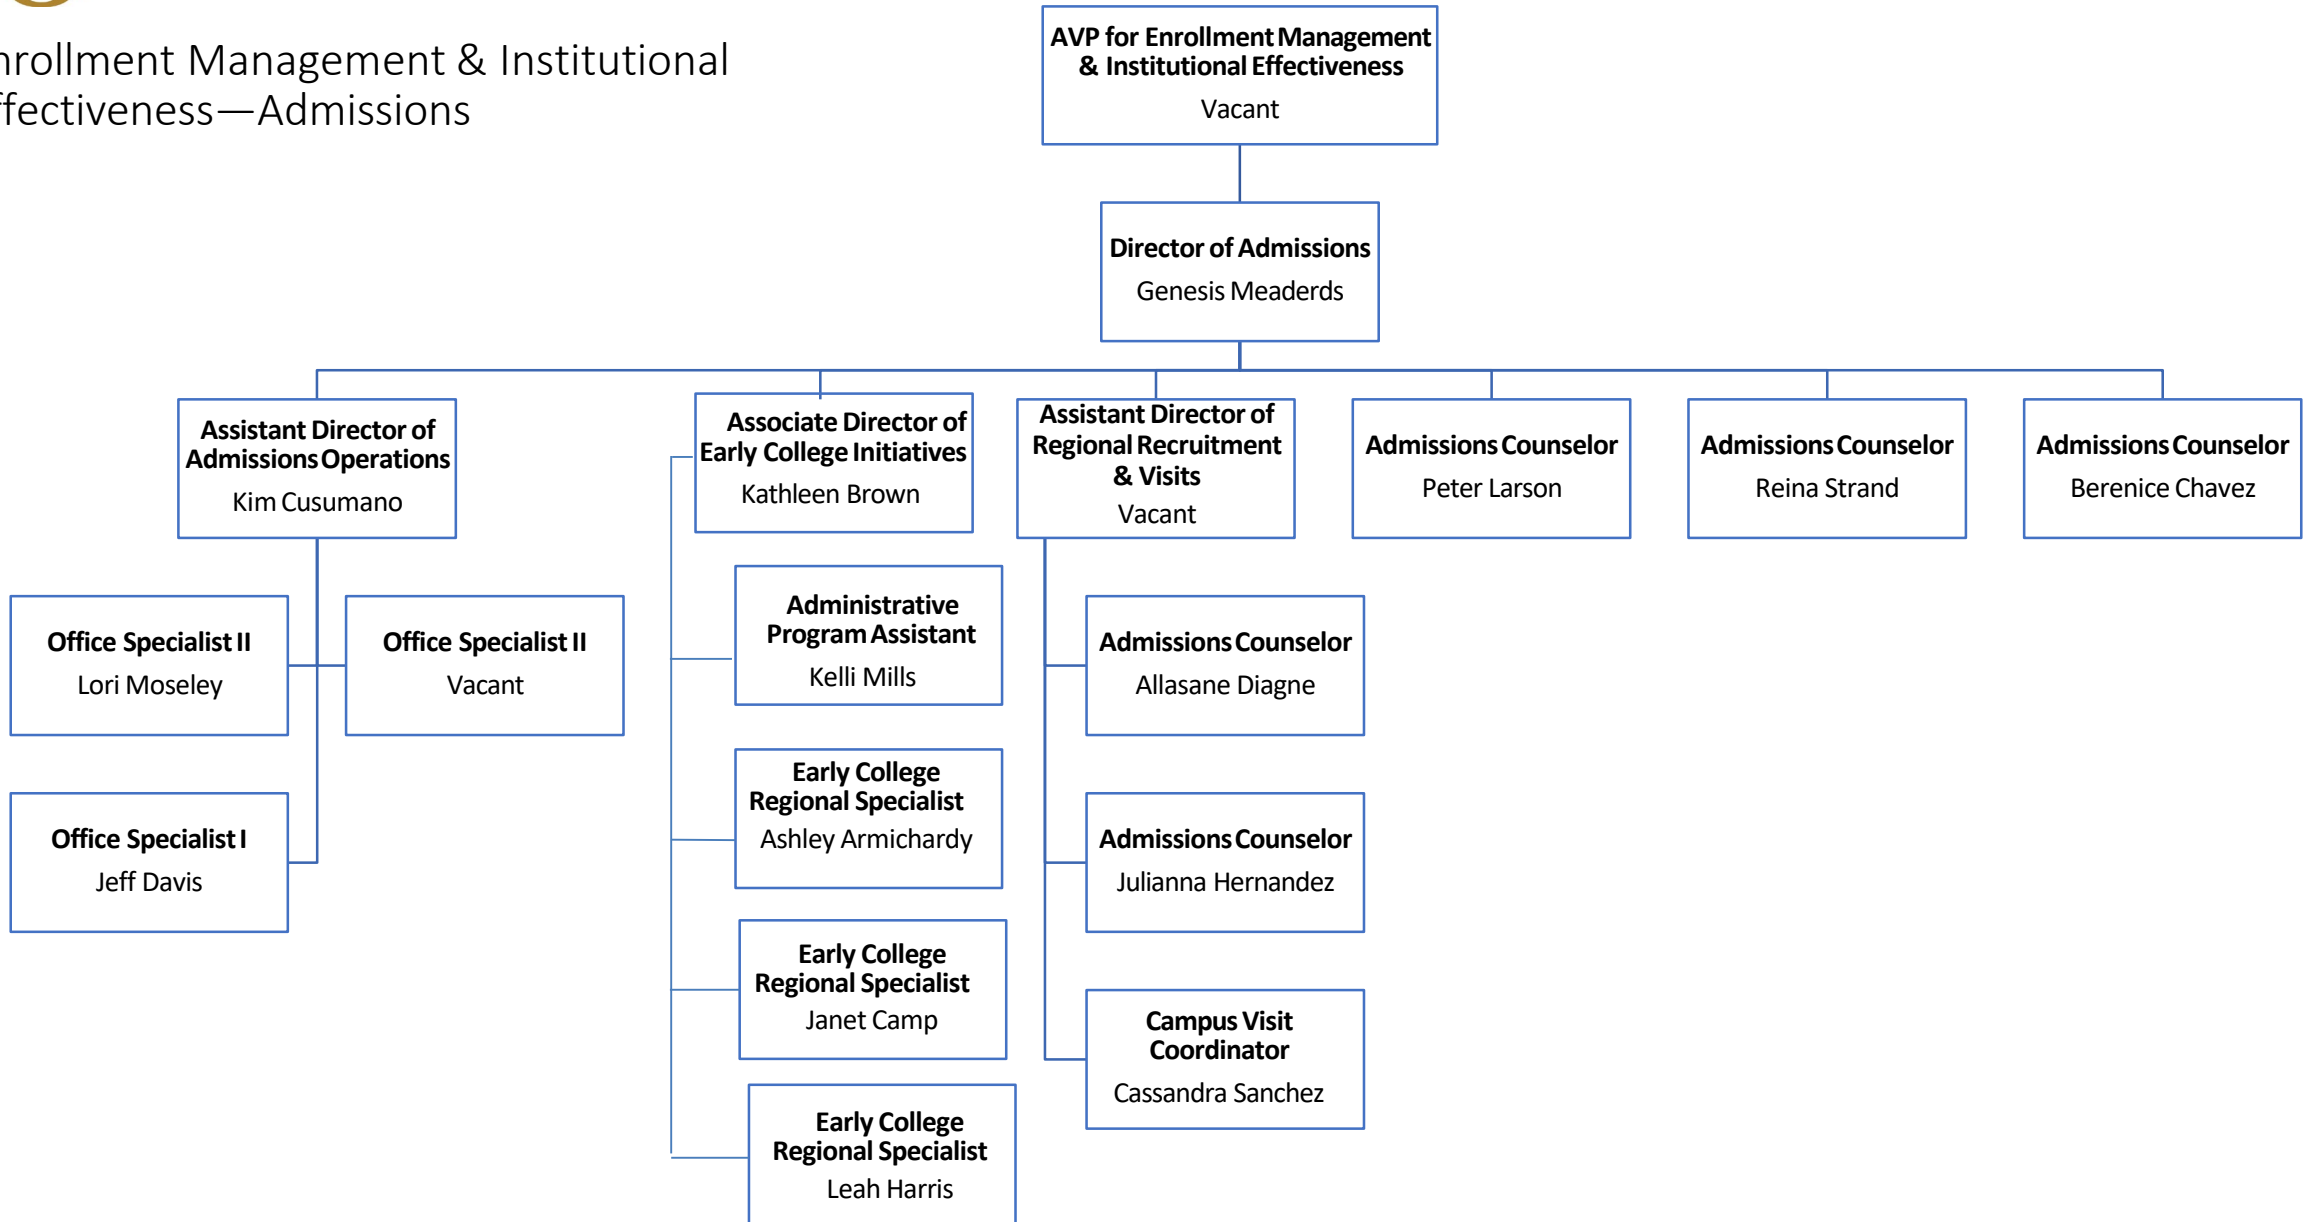 nrollment Management & Institutional
ffectiveness—Admissions
AVP for Enrollment Management
& Institutional Effectiveness
Vacant
Director of Admissions
Genesis Meaderds
Assistant Director of
Admissions Operations
Kim Cusumano
Associate Director of
Early College Initiatives
Kathleen Brown
Assistant Director of
Regional Recruitment
& Visits
Vacant
Admissions Counselor
Peter Larson
Admissions Counselor
Reina Strand
Admissions Counselor
Berenice Chavez
Office Specialist II
Lori Moseley
Office Specialist II
Vacant
Office Specialist I
Jeff Davis
Administrative
Program Assistant
Kelli Mills
Early College
Regional Specialist
Ashley Armichardy
Early College
Regional Specialist
Janet Camp
Early College
Regional Specialist
Leah Harris
Admissions Counselor
Allasane Diagne
Admissions Counselor
Julianna Hernandez
Campus Visit
Coordinator
Cassandra Sanchez